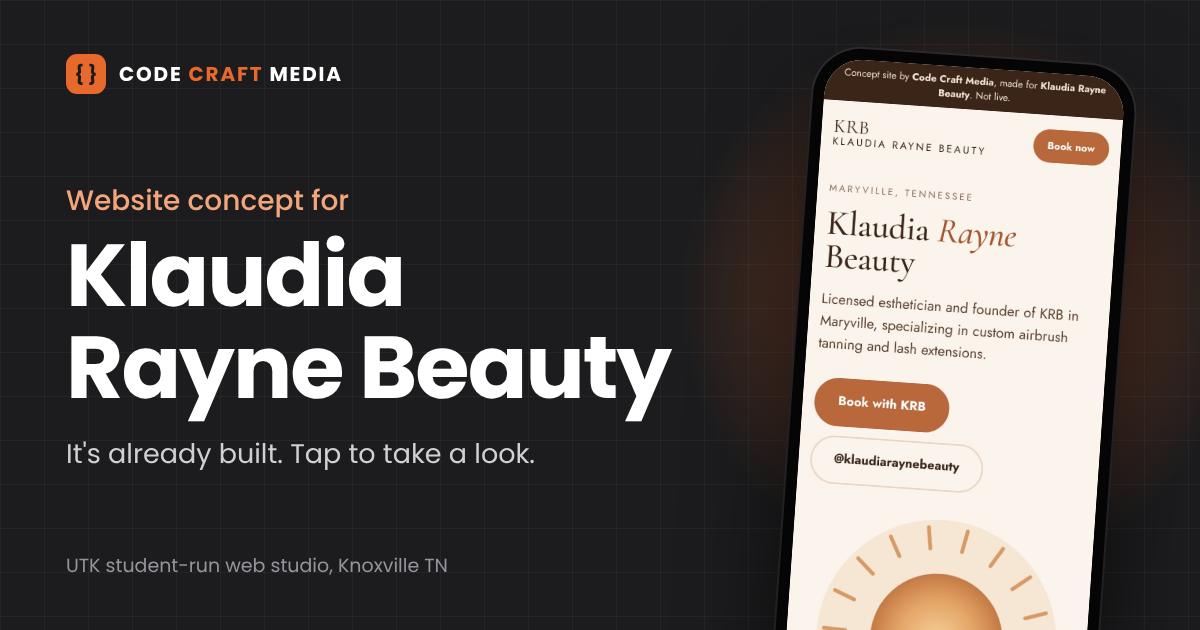 { } CODE CRAFT MEDIA
Website concept for
Klaudia
Rayne Beauty
It's already built. Tap to take a look.
UTK student-run web studio, Knoxville TN
Concept site by Code Craft Media, made for Klaudia Rayne
Beauty. Not live.
KRB
KLAUDIA RAYNE BEAUTY
Book now
MARYVILLE, TENNESSEE
Klaudia Rayne
Beauty
Licensed esthetician and founder of KRB in
Maryville, specializing in custom airbrush
tanning and lash extensions.
Book with KRB
@klaudiaraynebeauty